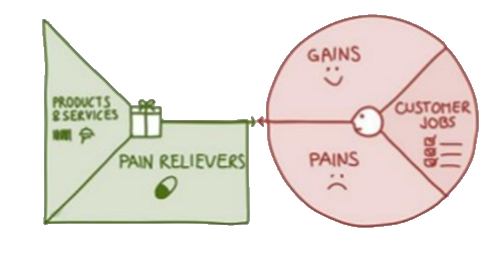 GAINS
PRODUCTS
& SERVICES
CUSTOMER
JOBS
PAIN RELIEVERS
PAINS